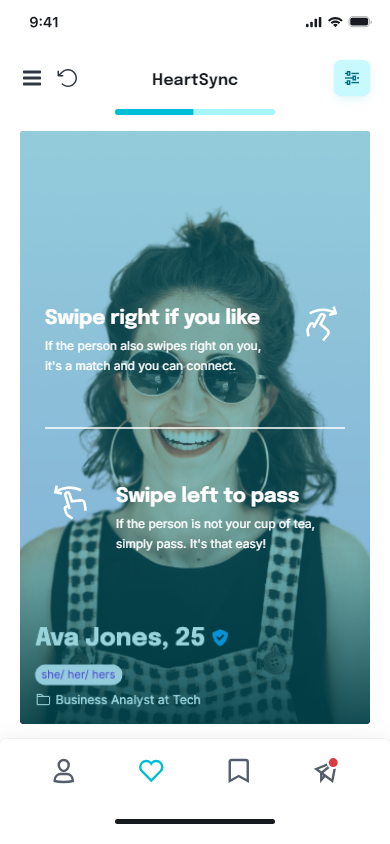 9:41
HeartSync
Swipe right if you like
If the person also swipes right on you,
it's a match and you can connect.
Swipe left to pass
If the person is not your cup of tea,
simply pass. It's that easy!
Ava Jones, 25
she/ her/ hers
Business Analyst at Tech